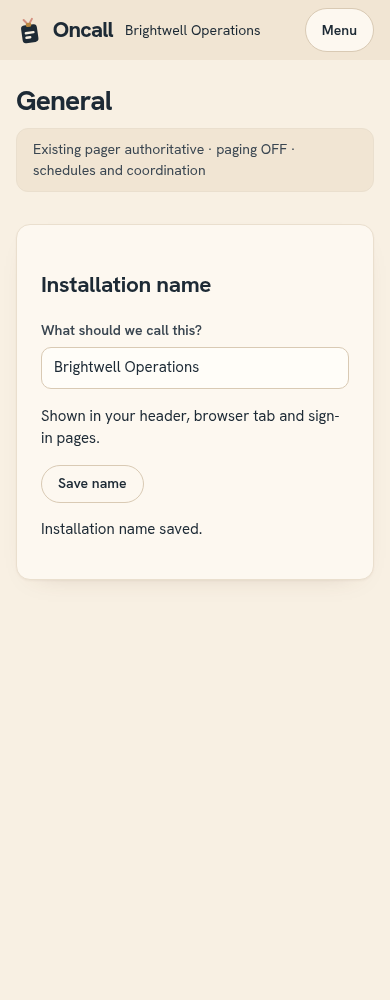 Oncall Brightwell Operations Menu
General
Existing pager authoritative · paging OFF ·
schedules and coordination
Installation name
What should we call this?
Brightwell Operations
Shown in your header, browser tab and sign-
in pages.
Save name
Installation name saved.